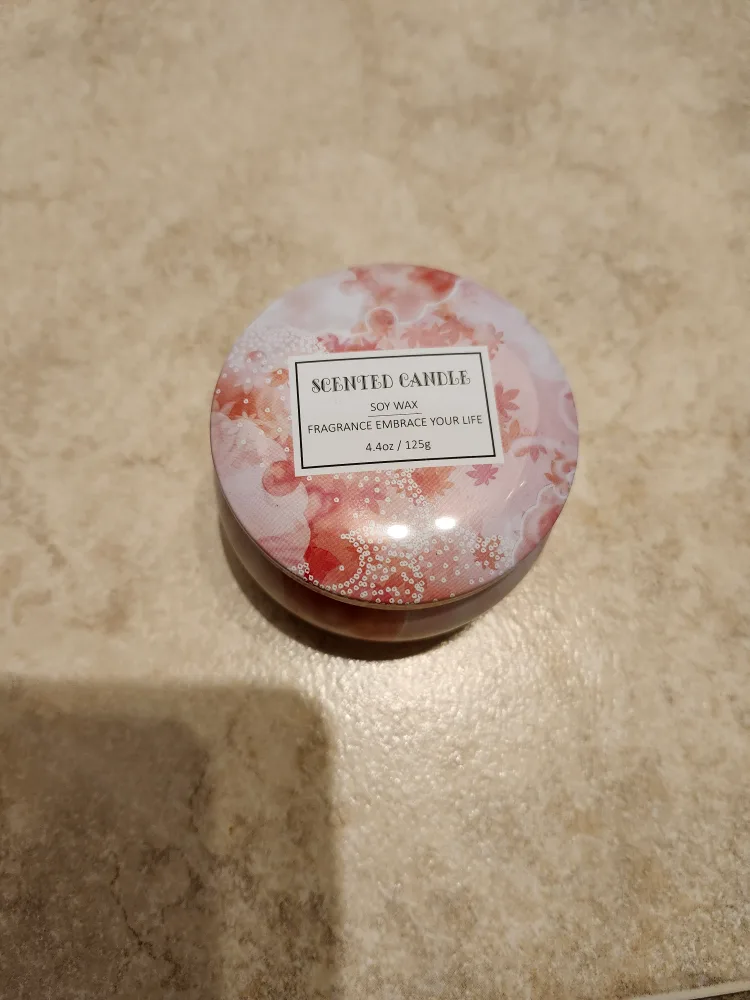 SCENTED CANDLE
SOY WAX
FRAGRANCE EMBRACE YOUR LIFE
4.4oz / 125g